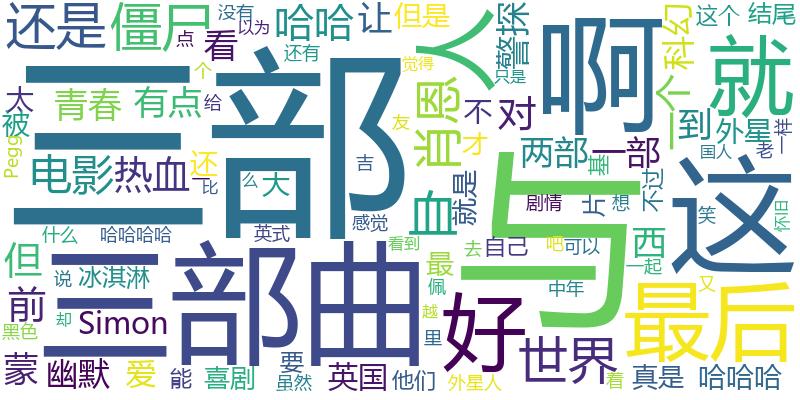 还是
僵尸
点
没有
以为
哈哈
让
但是
警探
科幻
这个
结尾
看
还有
个
觉得
人
只是
啊
一个
就
三部
太
青春
有点
给
肖恩
不
对
到
外星
老
一样
被
Pegg
电影
热血
还
比
么
大
吉
友
自
才
就是
两部
一部
基
国人
与
剧情
片
想
不过
这
笑
怀旧
三部曲
什么
哈哈哈哈
英式
感觉
看到
去
自己
吧
可以
西
一起
但
说
冰淇淋
最
佩
中年
又
最后
前
却
Simon
越
里
好
世界
黑色
蒙
幽默
爱
能
喜剧
要
虽然
英国
他们
外星人
着
真是
哈哈哈